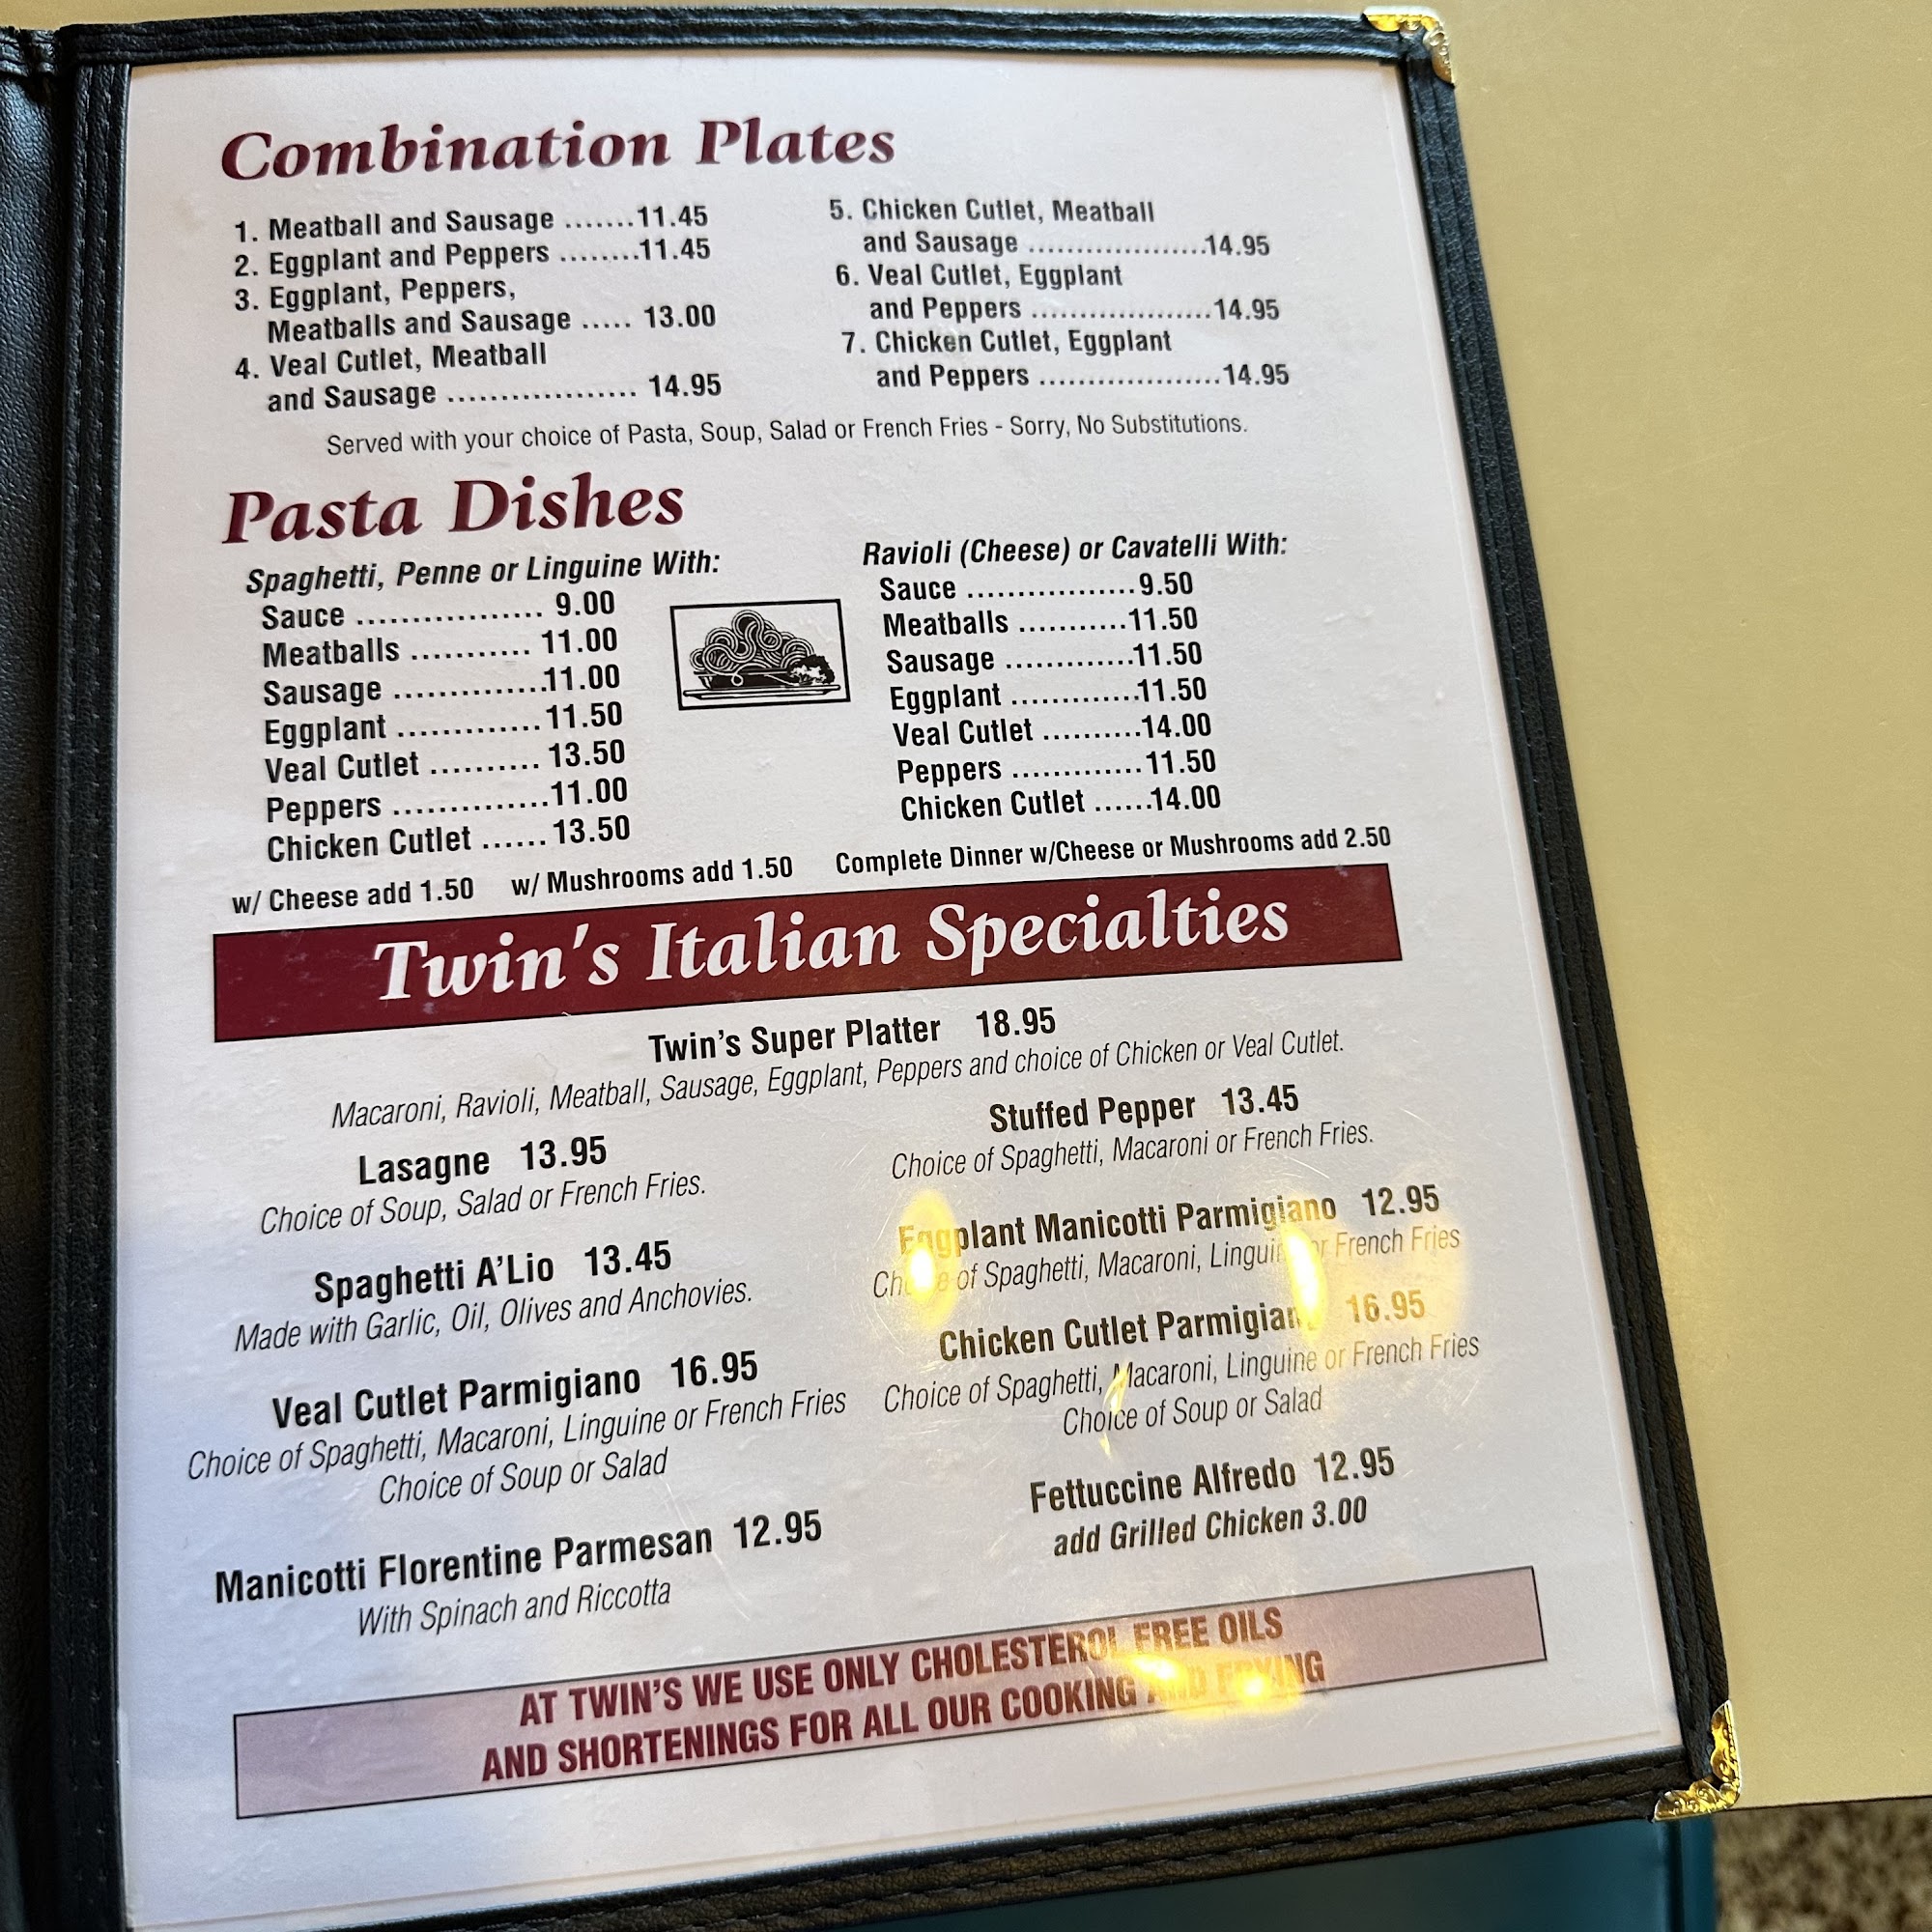 Combination Plates
1. Meatball and Sausage .......11.45
2. Eggplant and Peppers ........11.45
3. Eggplant, Peppers,
Meatballs and Sausage ..... 13.00
4. Veal Cutlet, Meatball
and Sausage .................. 14.95
5. Chicken Cutlet, Meatball
and Sausage ...................14.95
6. Veal Cutlet, Eggplant
and Peppers ...................14.95
7. Chicken Cutlet, Eggplant
and Peppers ...................14.95
Served with your choice of Pasta, Soup, Salad or French Fries - Sorry, No Substitutions.
Pasta Dishes
Spaghetti, Penne or Linguine With:
Sauce .................. 9.00
Meatballs ........... 11.00
Sausage ..............11.00
Eggplant .............11.50
Veal Cutlet .......... 13.50
Peppers ..............11.00
Chicken Cutlet ...... 13.50
Ravioli (Cheese) or Cavatelli With:
Sauce .................9.50
Meatballs ...........11.50
Sausage .............11.50
Eggplant ............11.50
Veal Cutlet ..........14.00
Peppers .............11.50
Chicken Cutlet ......14.00
w/ Cheese add 1.50 w/ Mushrooms add 1.50 Complete Dinner w/Cheese or Mushrooms add 2.50
Twin's Italian Specialties
Twin's Super Platter 18.95
Macaroni, Ravioli, Meatball, Sausage, Eggplant, Peppers and choice of Chicken or Veal Cutlet.
Lasagne 13.95
Choice of Soup, Salad or French Fries.
Spaghetti A'Lio 13.45
Made with Garlic, Oil, Olives and Anchovies.
Veal Cutlet Parmigiano 16.95
Choice of Spaghetti, Macaroni, Linguine or French Fries
Choice of Soup or Salad
Manicotti Florentine Parmesan 12.95
With Spinach and Riccotta
Stuffed Pepper 13.45
Choice of Spaghetti, Macaroni or French Fries.
Eggplant Manicotti Parmigiano 12.95
Choice of Spaghetti, Macaroni, Linguine or French Fries
Chicken Cutlet Parmigiano 16.95
Choice of Spaghetti, Macaroni, Linguine or French Fries
Choice of Soup or Salad
Fettuccine Alfredo 12.95
add Grilled Chicken 3.00
AT TWIN'S WE USE ONLY CHOLESTEROL FREE OILS
AND SHORTENINGS FOR ALL OUR COOKING AND FRYING